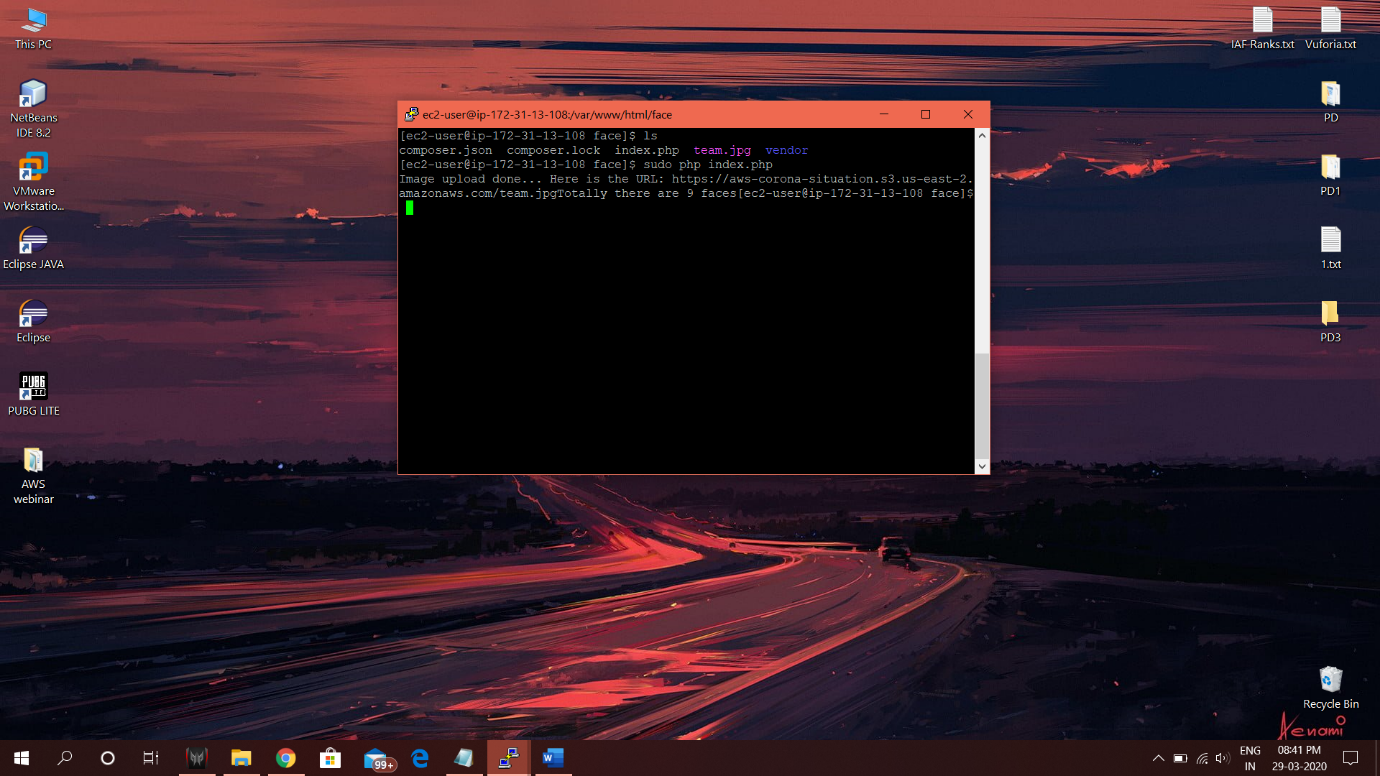 This PC
NetBeans
IDE 8.2
VMware
Workstatio...
Eclipse JAVA
Eclipse
PUBG
LITE
PUBG LITE
AWS
webinar
ec2-user@ip-172-31-13-108:/var/www/html/face
[ec2-user@ip-172-31-13-108 face]$ ls
composer.json  composer.lock  index.php  team.jpg  vendor
[ec2-user@ip-172-31-13-108 face]$ sudo php index.php
Image upload done... Here is the URL: https://aws-corona-situation.s3.us-east-2.
amazonaws.com/team.jpgTotally there are 9 faces[ec2-user@ip-172-31-13-108 face]$
IAF Ranks.txt
Vuforia.txt
PD
PD1
1.txt
PD3
Recycle Bin
Aenami
99+
ENG
IN
08:41 PM
29-03-2020